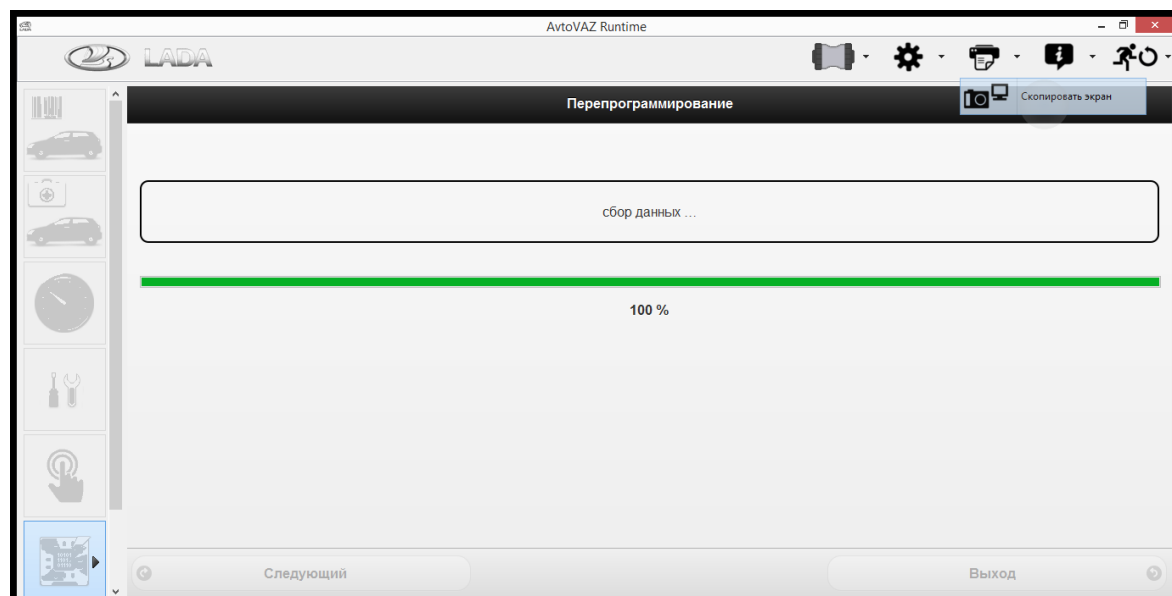 AvtoVAZ Runtime
LADA
Скопировать экран
Перепрограммирование
сбор данных ...
100 %
Следующий
Выход